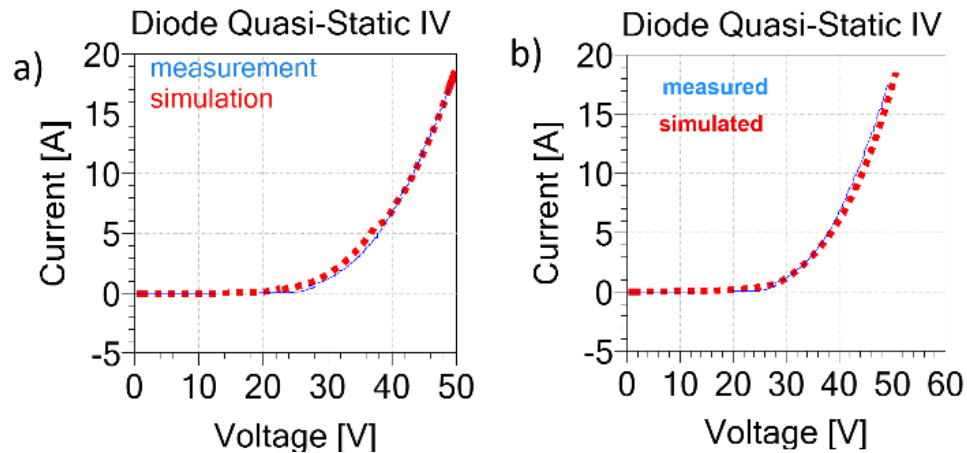 a)
Diode Quasi-Static IV
measurement
simulation
Current [A]
20
15
10
5
0
-5
0 10 20 30 40 50
Voltage [V]
b)
Diode Quasi-Static IV
measured
simulated
Current [A]
20
15
10
5
0
-5
0 10 20 30 40 50 60
Voltage [V]